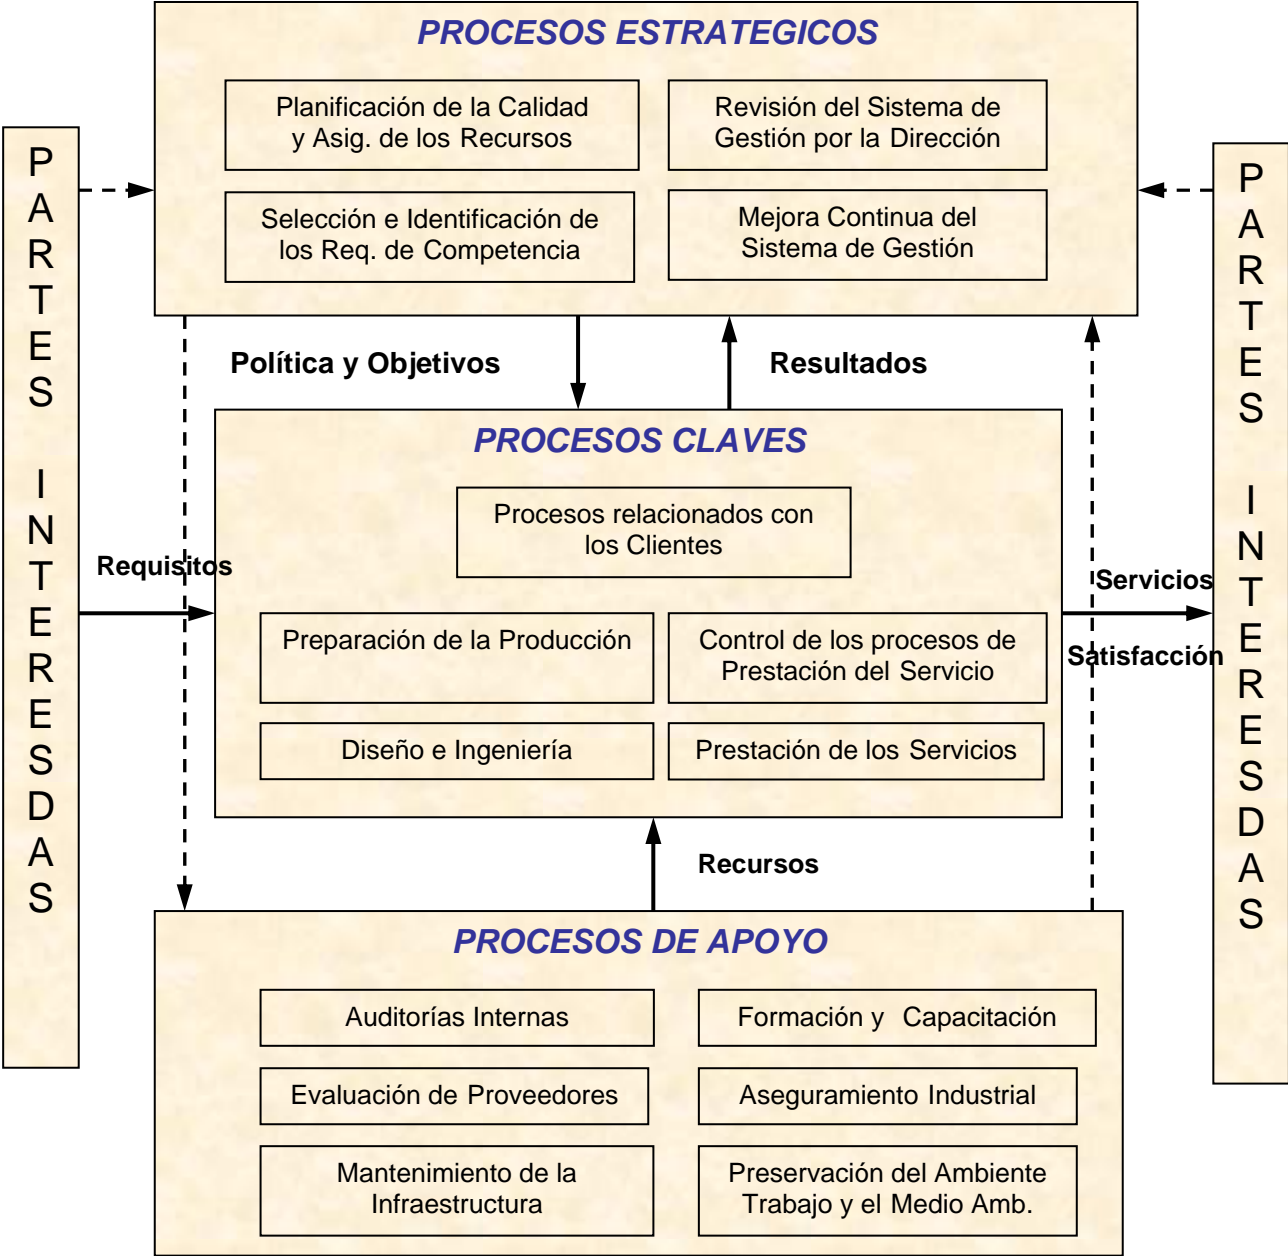 PROCESOS ESTRATEGICOS
Planificación de la Calidad
y Asig. de los Recursos
Revisión del Sistema de
Gestión por la Dirección
Selección e Identificación de
los Req. de Competencia
Mejora Continua del
Sistema de Gestión
PARTES INTERESDAS
Política y Objetivos
Resultados
PROCESOS CLAVES
Procesos relacionados con
los Clientes
Requisitos
Preparación de la Producción
Control de los procesos de
Prestación del Servicio
Diseño e Ingeniería
Prestación de los Servicios
Servicios
Satisfacción
PARTES INTERESDAS
Recursos
PROCESOS DE APOYO
Auditorías Internas
Formación y Capacitación
Evaluación de Proveedores
Aseguramiento Industrial
Mantenimiento de la
Infraestructura
Preservación del Ambiente
Trabajo y el Medio Amb.